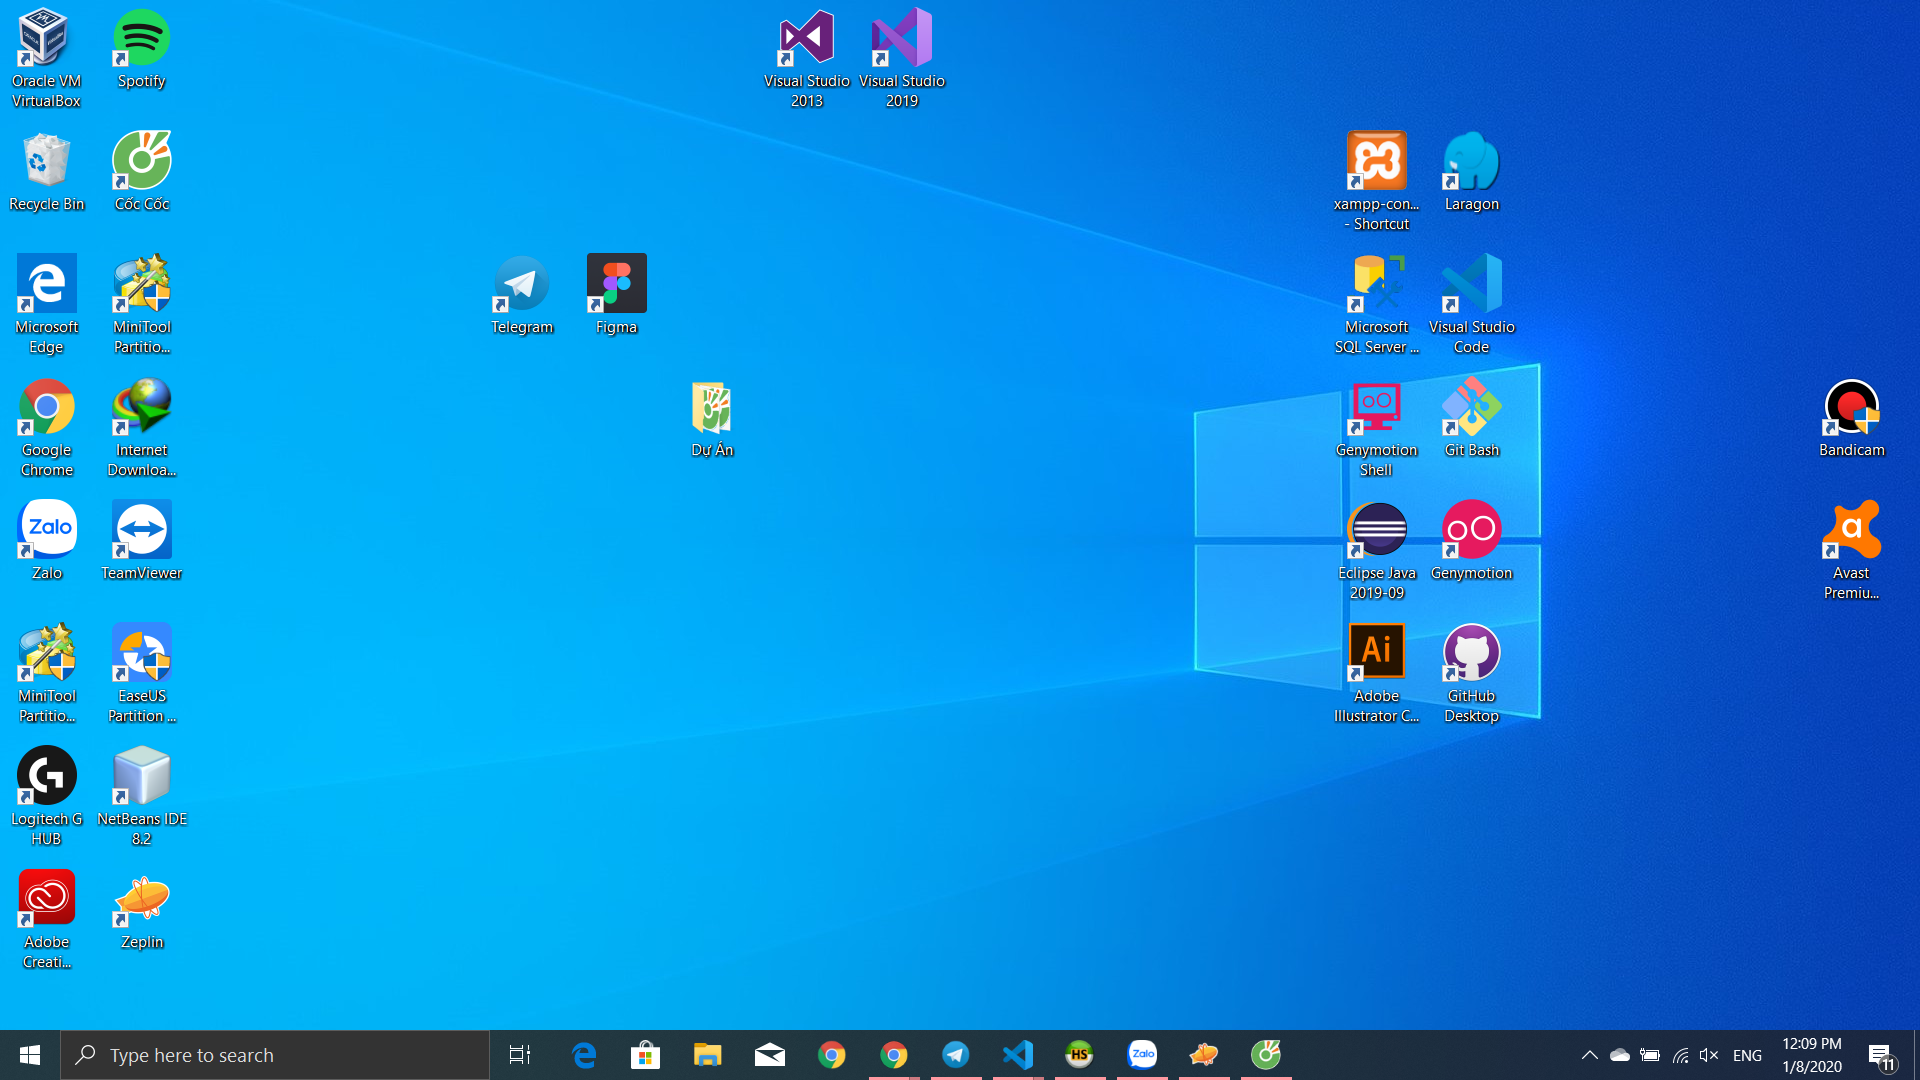 Oracle VM
VirtualBox
Spotify
Visual Studio
2013
Visual Studio
2019
Recycle Bin
Cốc Cốc
xampp-con...
- Shortcut
Laragon
Microsoft
Edge
MiniTool
Partitio...
Telegram
Figma
Microsoft
SQL Server ...
Visual Studio
Code
Google
Chrome
Internet
Downloa...
Dự Án
Genymotion
Shell
Git Bash
Bandicam
Zalo
Zalo
TeamViewer
Eclipse Java
2019-09
Genymotion
a
Avast
Premiu...
MiniTool
Partitio...
EaseUS
Partition ...
Ai
Adobe
Illustrator C...
GitHub
Desktop
Logitech G
HUB
NetBeans IDE
8.2
Adobe
Creati...
Zeplin
Type here to search
HS
Zalo
ENG
12:09 PM
1/8/2020
11